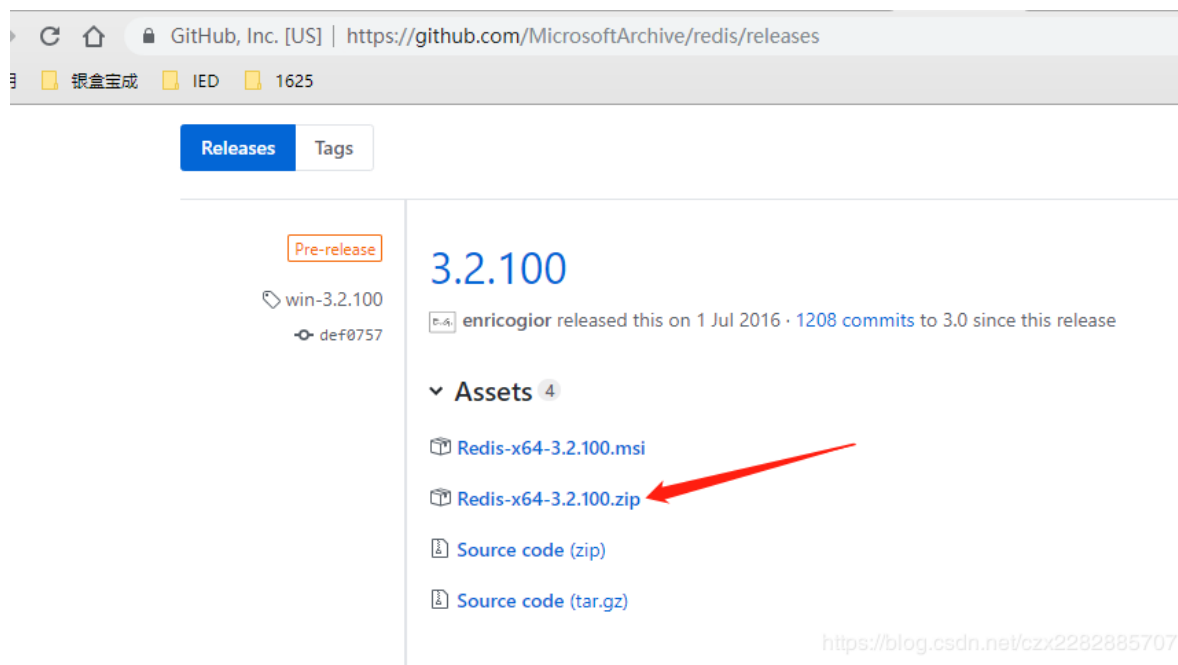 GitHub, Inc. [US] | https://github.com/MicrosoftArchive/redis/releases
银盒宝成 IED 1625
Releases Tags
Pre-release
3.2.100
win-3.2.100
enricogior released this on 1 Jul 2016 · 1208 commits to 3.0 since this release
def0757
Assets 4
Redis-x64-3.2.100.msi
Redis-x64-3.2.100.zip
Source code (zip)
Source code (tar.gz)
https://blog.csdn.net/czx2282885707